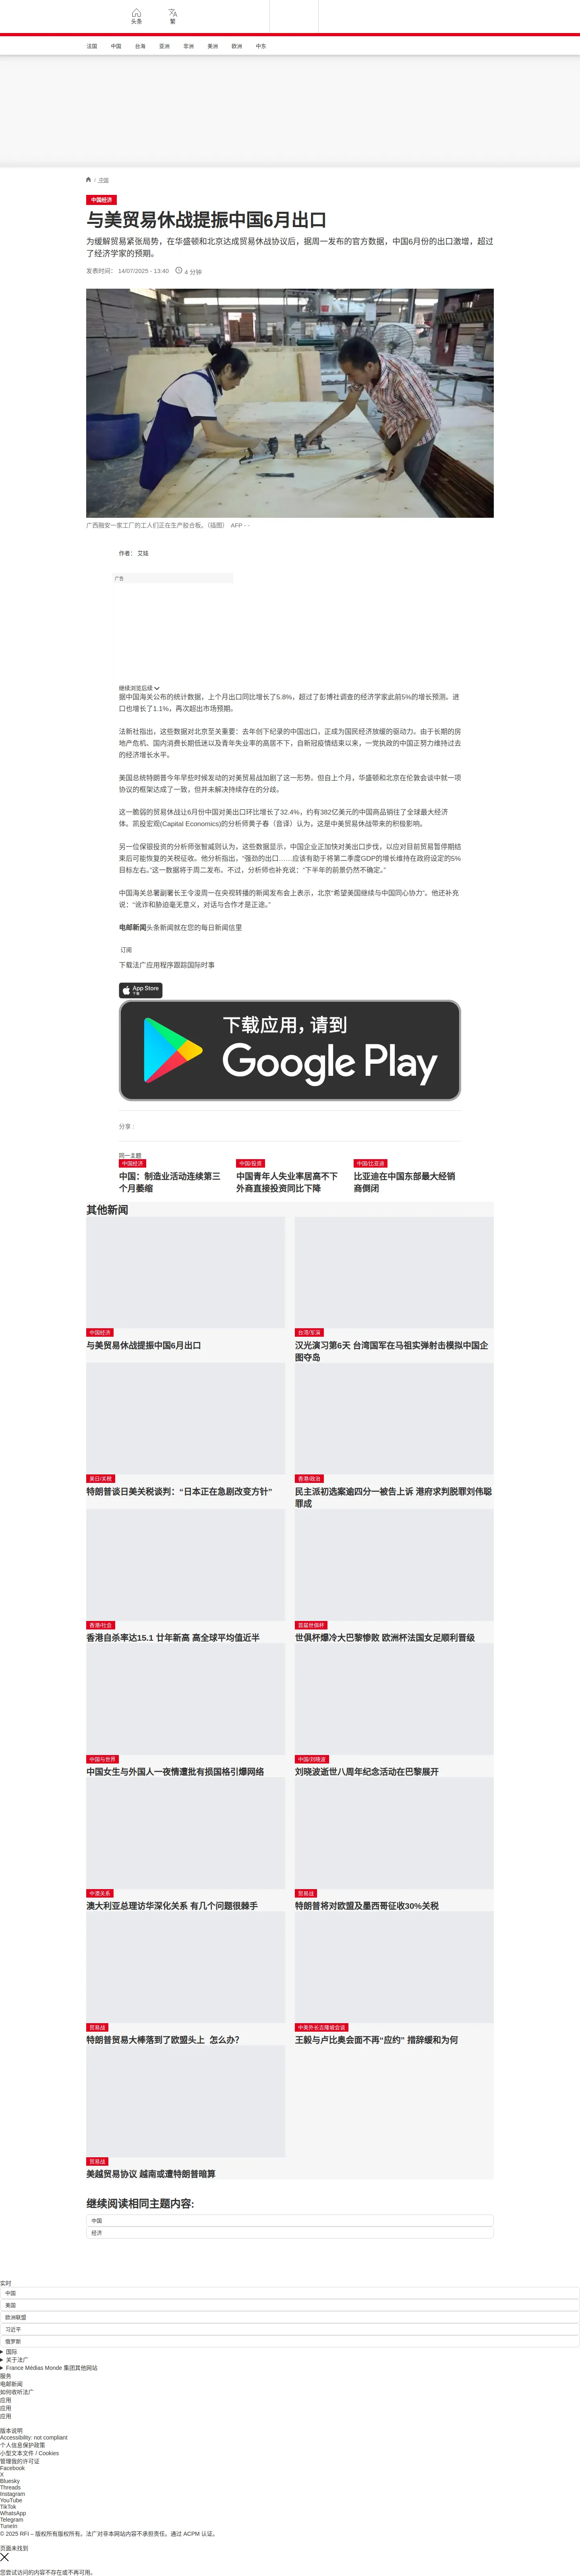 头条
繁
法国
中国
台海
亚洲
非洲
美洲
欧洲
中东
/ 中国
中国经济
与美贸易休战提振中国6月出口
为缓解贸易紧张局势，在华盛顿和北京达成贸易休战协议后，据周一发布的官方数据，中国6月份的出口激增，超过
了经济学家的预期。
发表时间： 14/07/2025 - 13:40
4 分钟
广西融安一家工厂的工人们正在生产胶合板。（插图） AFP - -
作者： 艾娃
广告
继续浏览后续
据中国海关公布的统计数据，上个月出口同比增长了5.8%，超过了彭博社调查的经济学家此前5%的增长预测。进
口也增长了1.1%，再次超出市场预期。
法新社指出，这些数据对北京至关重要：去年创下纪录的中国出口，正成为国民经济放缓的驱动力。由于长期的房
地产危机、国内消费长期低迷以及青年失业率的高居不下，自新冠疫情结束以来，一党执政的中国正努力维持过去
的经济增长水平。
美国总统特朗普今年早些时候发动的对美贸易战加剧了这一形势。但自上个月，华盛顿和北京在伦敦会谈中就一项
协议的框架达成了一致，但并未解决持续存在的分歧。
这一脆弱的贸易休战让6月份中国对美出口环比增长了32.4%，约有382亿美元的中国商品销往了全球最大经济
体。凯投宏观(Capital Economics)的分析师黄子春（音译）认为，这是中美贸易休战带来的积极影响。
另一位保银投资的分析师张智威则认为，这些数据显示，中国企业正加快对美出口步伐，以应对目前贸易暂停期结
束后可能恢复的关税征收。他分析指出，“强劲的出口……应该有助于将第二季度GDP的增长维持在政府设定的5%
目标左右。”这一数据将于周二发布。不过，分析师也补充说：“下半年的前景仍然不确定。”
中国海关总署副署长王令浚周一在央视转播的新闻发布会上表示，北京“希望美国继续与中国同心协力”。他还补充
说：“讹诈和胁迫毫无意义，对话与合作才是正途。”
电邮新闻头条新闻就在您的每日新闻信里
订阅
下载法广应用程序跟踪国际时事
App Store
下载
下载应用，请到
Google Play
分享 :
同一主题
中国经济
中国：制造业活动连续第三
个月萎缩
中国/投资
中国青年人失业率居高不下
外商直接投资同比下降
中国/比亚迪
比亚迪在中国东部最大经销
商倒闭
其他新闻
中国经济
与美贸易休战提振中国6月出口
台湾/军演
汉光演习第6天 台湾国军在马祖实弹射击模拟中国企
图夺岛
美日/关税
特朗普谈日美关税谈判：“日本正在急剧改变方针”
香港/政治
民主派初选案逾四分一被告上诉 港府求判脱罪刘伟聪
罪成
香港/社会
香港自杀率达15.1 廿年新高 高全球平均值近半
首届世俱杯
世俱杯爆冷大巴黎惨败 欧洲杯法国女足顺利晋级
中国与世界
中国女生与外国人一夜情遭批有损国格引爆网络
中国/刘晓波
刘晓波逝世八周年纪念活动在巴黎展开
中澳关系
澳大利亚总理访华深化关系 有几个问题很棘手
贸易战
特朗普将对欧盟及墨西哥征收30%关税
贸易战
特朗普贸易大棒落到了欧盟头上 怎么办？
中美外长吉隆坡会谈
王毅与卢比奥会面不再“应约” 措辞缓和为何
贸易战
美越贸易协议 越南或遭特朗普暗算
继续阅读相同主题内容:
中国
经济
实时
中国
美国
欧洲联盟
习近平
俄罗斯
国际
关于法广
France Médias Monde 集团其他网站
服务
电邮新闻
如何收听法广
应用
应用
应用
版本说明
Accessibility: not compliant
个人信息保护政策
小型文本文件 / Cookies
管理我的许可证
Facebook
X
Bluesky
Threads
Instagram
YouTube
TikTok
WhatsApp
Telegram
TuneIn
© 2025 RFI – 版权所有版权所有。法广对非本网站内容不承担责任。通过 ACPM 认证。
页面未找到
您尝试访问的内容不存在或不再可用。